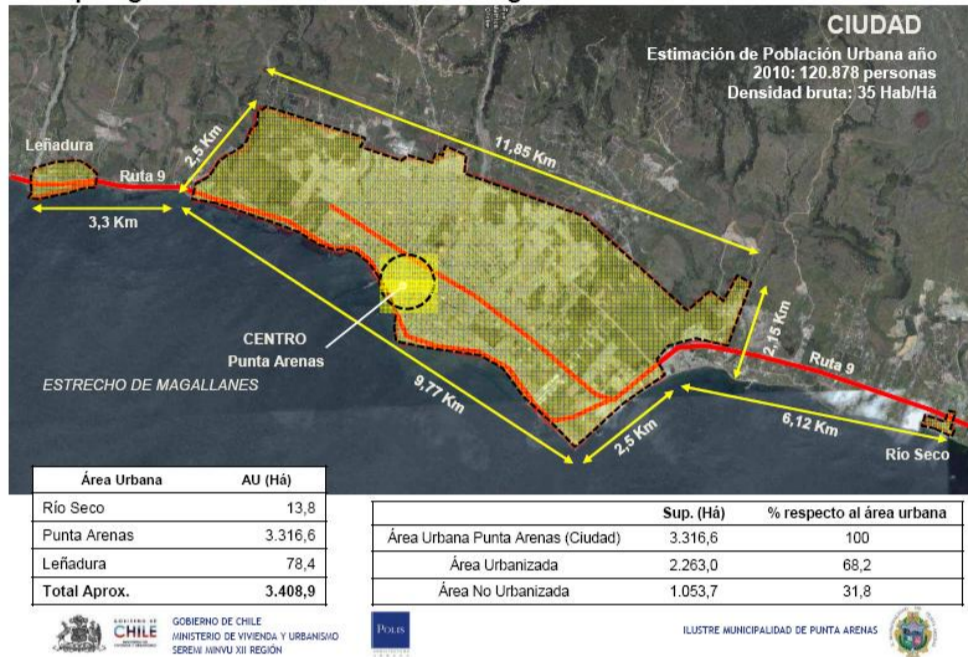 CIUDAD
Estimación de Población Urbana año
2010: 120.878 personas
Densidad bruta: 35 Hab/Há
Leñadura
Ruta 9
2,5 Km
11,85 Km
3,3 Km
CENTRO
Punta Arenas
ESTRECHO DE MAGALLANES
9,77 Km
2,15 Km
Ruta 9
2,5 Km
6,12 Km
Río Seco
Área Urbana AU (Há)
Río Seco 13,8
Punta Arenas 3.316,6
Leñadura 78,4
Total Aprox. 3.408,9
Sup. (Há) % respecto al área urbana
Área Urbana Punta Arenas (Ciudad) 3.316,6 100
Área Urbanizada 2.263,0 68,2
Área No Urbanizada 1.053,7 31,8
GOBIERNO DE
CHILE
GOBIERNO DE CHILE
MINISTERIO DE VIVIENDA Y URBANISMO
SEREMI MINVU XII REGIÓN
POLIS
ILUSTRE MUNICIPALIDAD DE PUNTA ARENAS